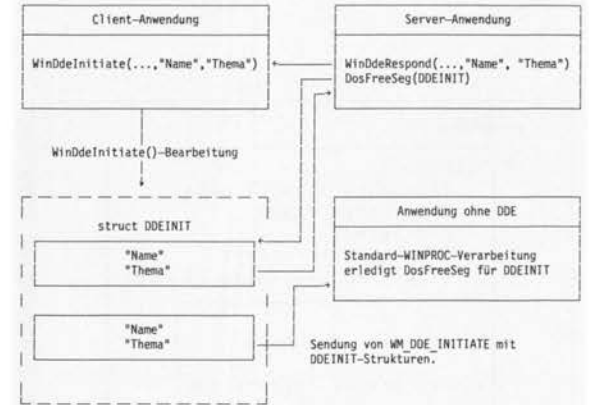 Client-Anwendung
WinDdeInitiate(...,"Name","Thema")
Server-Anwendung
WinDdeRespond(...,"Name", "Thema")
DosFreeSeg(DDEINIT)
WinDdeInitiate()-Bearbeitung
struct DDEINIT
"Name"
"Thema"
"Name"
"Thema"
Anwendung ohne DDE
Standard-WINPROC-Verarbeitung
erledigt DosFreeSeg für DDEINIT
Sendung von WM_DDE_INITIATE mit
DDEINIT-Strukturen.